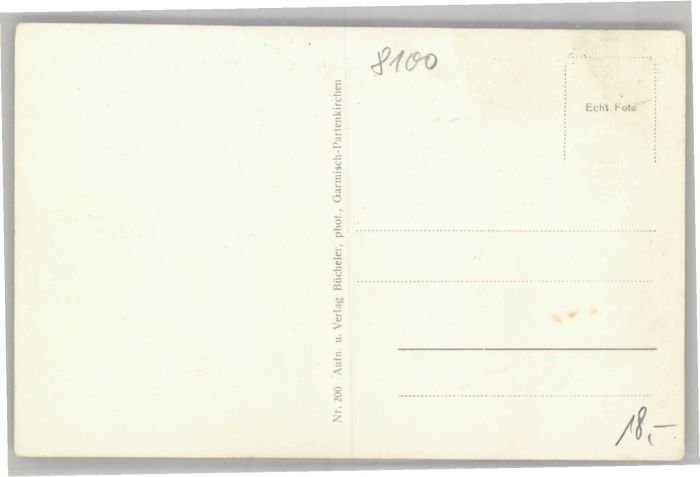 8100
Echt Foto
Nr. 200 Aufn. u. Verlag Bücheler, phot., Garmisch-Partenkirchen
18,-